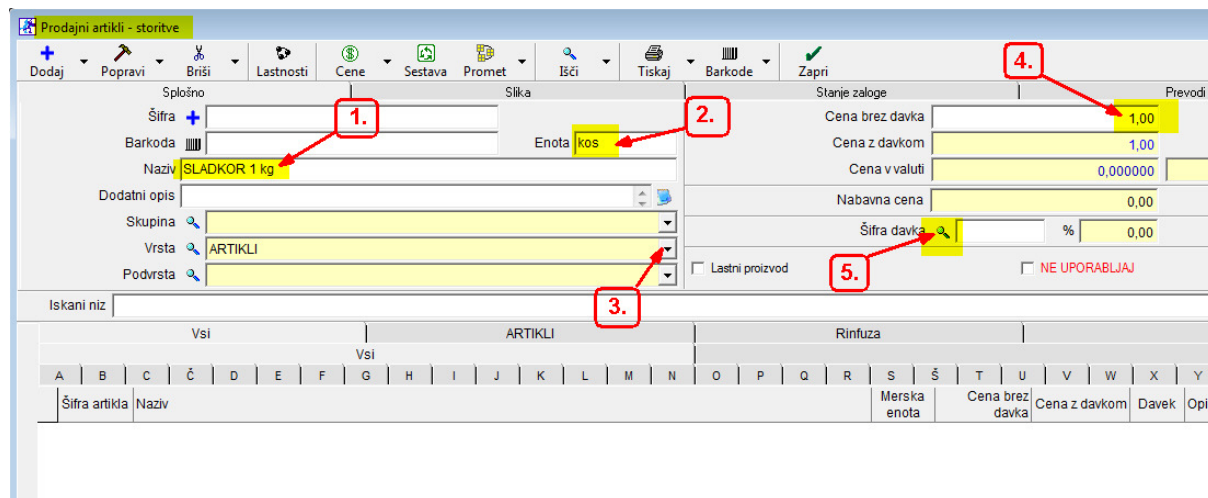 Prodajni artikli - storitve
Dodaj Popravi Briši Lastnosti Cene Sestava Promet Išči Tiskaj Barkode Zapri
4.
Splošno Slika Stanje zaloge Prevodi
Šifra 1. 2. Cena brez davka 1,00
Barkoda Enota kos Cena z davkom 1,00
Naziv SLADKOR 1 kg Cena v valuti 0,000000
Dodatni opis Nabavna cena 0,00
Skupina Šifra davka % 0,00
Vrsta ARTIKLI
Podvrsta Lastni proizvod 5. NE UPORABLJAJ
3.
Iskani niz
Vsi ARTIKLI Rinfuza
Vsi
A B C Č D E F G H I J K L M N O P Q R S Š T U V W X Y
Šifra artikla Naziv Merska enota Cena brez davka Cena z davkom Davek Opi